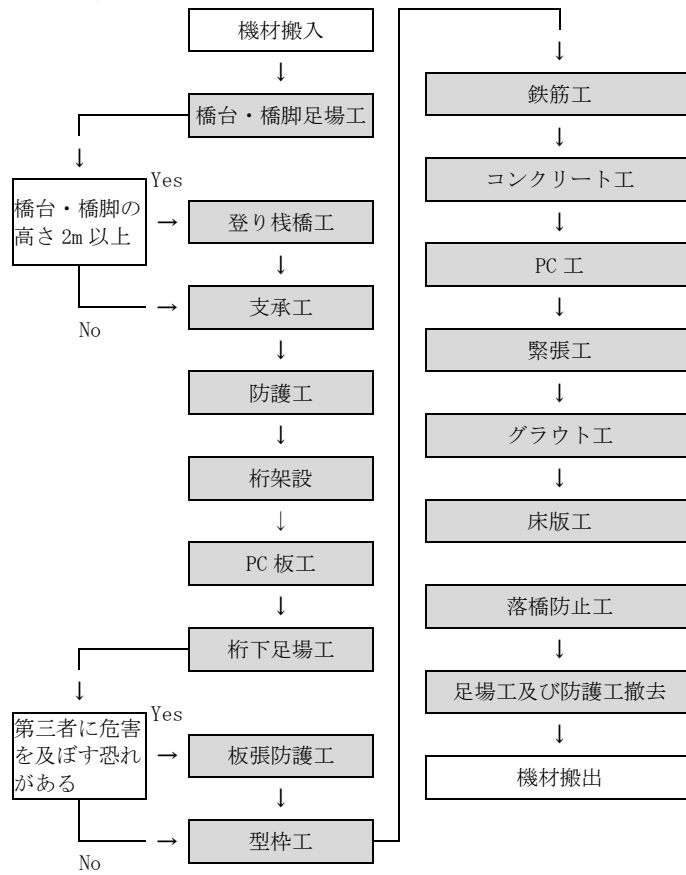 機材搬入
↓
橋台・橋脚足場工
↓
橋台・橋脚の
高さ2m以上
Yes
→
登り桟橋工
↓
No
→
支承工
↓
防護工
↓
桁架設
↓
PC板工
↓
桁下足場工
↓
第三者に危害
を及ぼす恐れ
がある
Yes
→
板張防護工
↓
No
→
型枠工
↓
鉄筋工
↓
コンクリート工
↓
PC工
↓
緊張工
↓
グラウト工
↓
床版工
落橋防止工
↓
足場工及び防護工撤去
↓
機材搬出